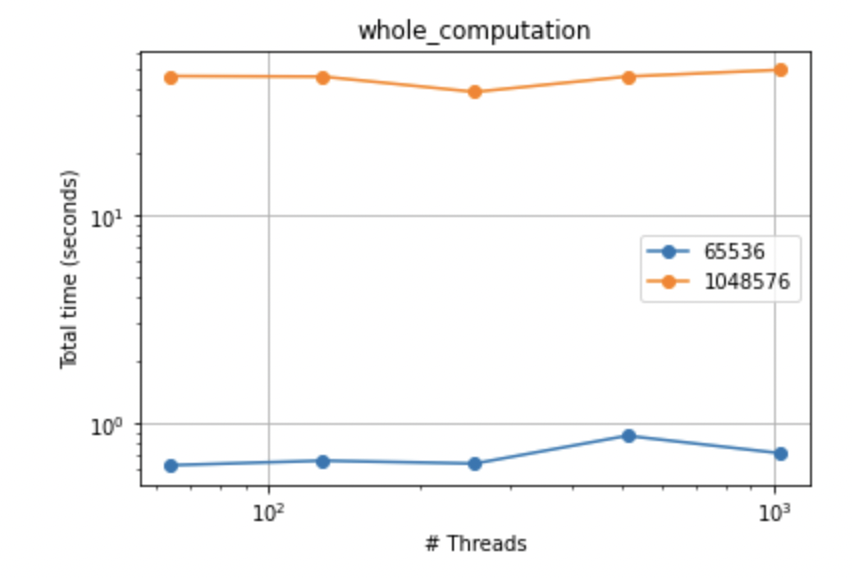 whole_computation
Total time (seconds)
10¹
10⁰
65536
1048576
10²
10³
# Threads